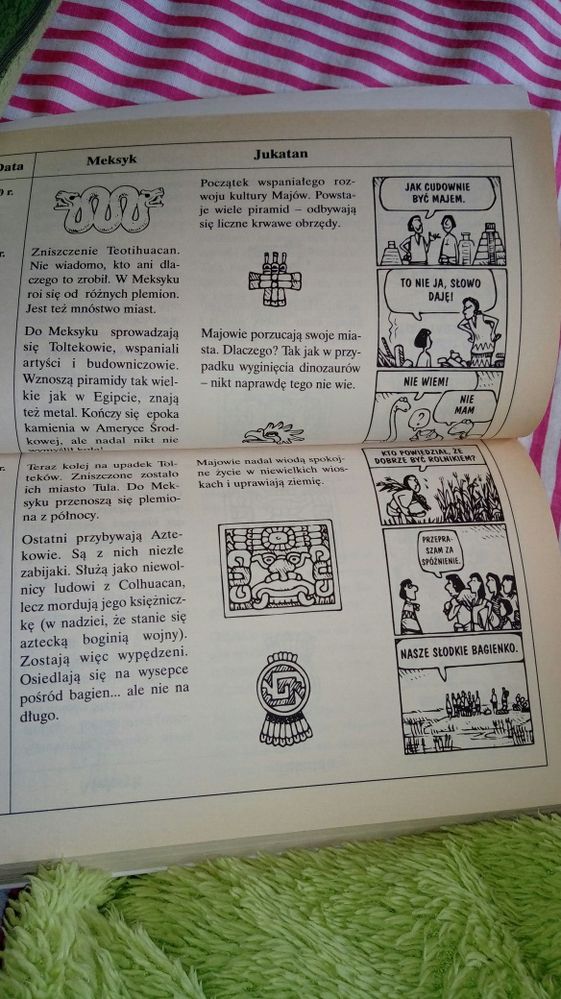 Data
Meksyk
Jukatan
0 r.
Początek wspaniałego roz-
woju kultury Majów. Powsta-
je wiele piramid – odbywają
się liczne krwawe obrzędy.
JAK CUDOWNIE
BYĆ MAJEM.
r.
Zniszczenie Teotihuacan.
Nie wiadomo, kto ani dla-
czego to zrobił. W Meksyku
roi się od różnych plemion.
Jest też mnóstwo miast.
TO NIE JA, SŁOWO
DAJĘ!
Do Meksyku sprowadzają
się Toltekowie, wspaniali
artyści i budowniczowie.
Wznoszą piramidy tak wiel-
kie jak w Egipcie, znają
też metal. Kończy się epoka
kamienia w Ameryce Środ-
kowej, ale nadal nikt nie
Majowie porzucają swoje mia-
sta. Dlaczego? Tak jak w przy-
padku wyginięcia dinozaurów
– nikt naprawdę tego nie wie.
NIE WIEM!
?
?
NIE
MAM
r.
Teraz kolej na upadek Tol-
teków. Zniszczone zostało
ich miasto Tula. Do Mek-
syku przenoszą się plemio-
na z północy.
Majowie nadal wiodą spokoj-
ne życie w niewielkich wios-
kach i uprawiają ziemię.
KTO POWIEDZIAŁ, ŻE
DOBRZE BYĆ ROLNIKIEM?
Ostatni przybywają Azte-
kowie. Są z nich niezłe
zabijaki. Służą jako niewol-
nicy ludowi z Colhuacan,
lecz mordują jego księżnicz-
kę (w nadziei, że stanie się
aztecką boginią wojny).
Zostają więc wypędzeni.
Osiedlają się na wysepce
pośród bagien... ale nie na
długo.
PRZEPRA-
SZAM ZA
SPÓŹNIENIE.
NASZE SŁODKIE BAGIENKO.